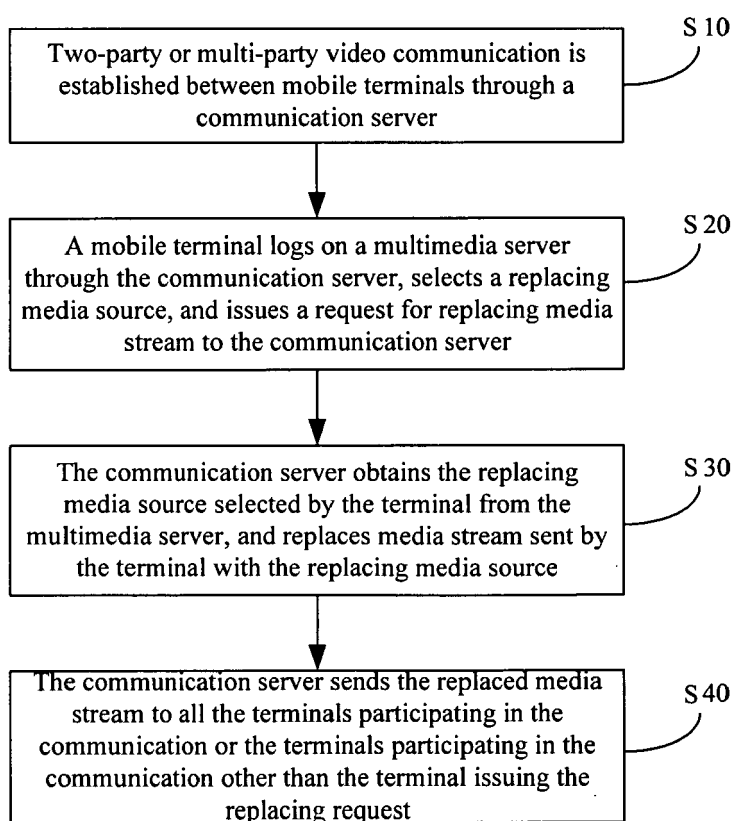 S 10
Two-party or multi-party video communication is
established between mobile terminals through a
communication server
S 20
A mobile terminal logs on a multimedia server
through the communication server, selects a replacing
media source, and issues a request for replacing media
stream to the communication server
S 30
The communication server obtains the replacing
media source selected by the terminal from the
multimedia server, and replaces media stream sent by
the terminal with the replacing media source
S 40
The communication server sends the replaced media
stream to all the terminals participating in the
communication or the terminals participating in the
communication other than the terminal issuing the
replacing request